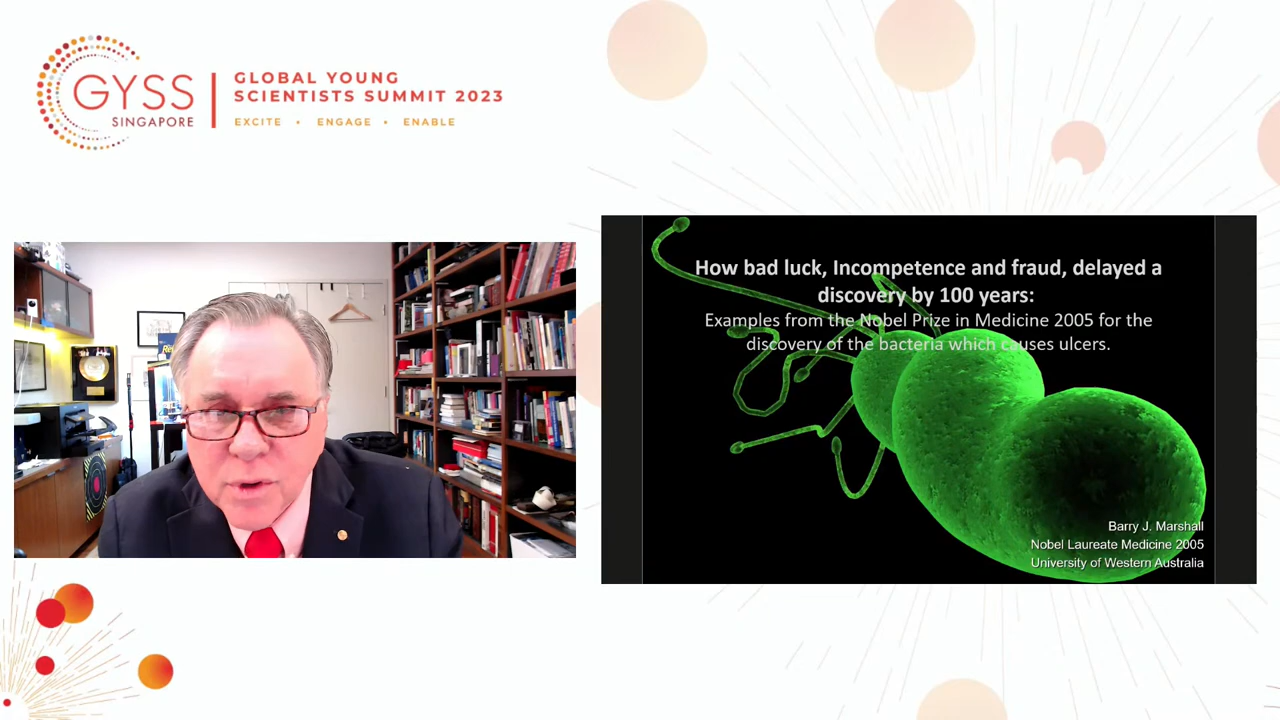 GYSS
SINGAPORE
GLOBAL YOUNG
SCIENTISTS SUMMIT 2023
EXCITE • ENGAGE • ENABLE
How bad luck, Incompetence and fraud, delayed a
discovery by 100 years:
Examples from the Nobel Prize in Medicine 2005 for the
discovery of the bacteria which causes ulcers.
Barry J. Marshall
Nobel Laureate Medicine 2005
University of Western Australia